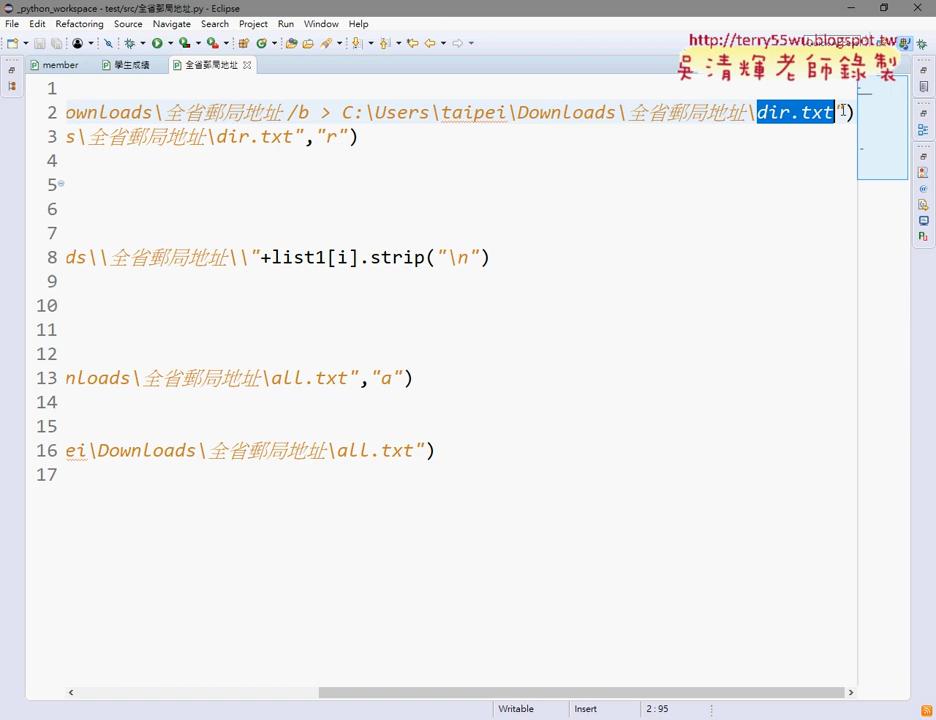 _python_workspace - test/src/全省郵局地址.py - Eclipse
File Edit Refactoring Source Navigate Search Project Run Window Help
http://terry55wu.blogspot.tw
吳清輝老師錄製
member 學生成績 全省郵局地址
1
2 ownloads\全省郵局地址 /b > C:\Users\taipei\Downloads\全省郵局地址\dir.txt")
3 s\全省郵局地址\dir.txt","r")
4
5
6
7
8 ds\\全省郵局地址\\"+list1[i].strip("\n")
9
10
11
12
13 nloads\全省郵局地址\all.txt","a")
14
15
16 ei\Downloads\全省郵局地址\all.txt")
17
Writable Insert 2:95